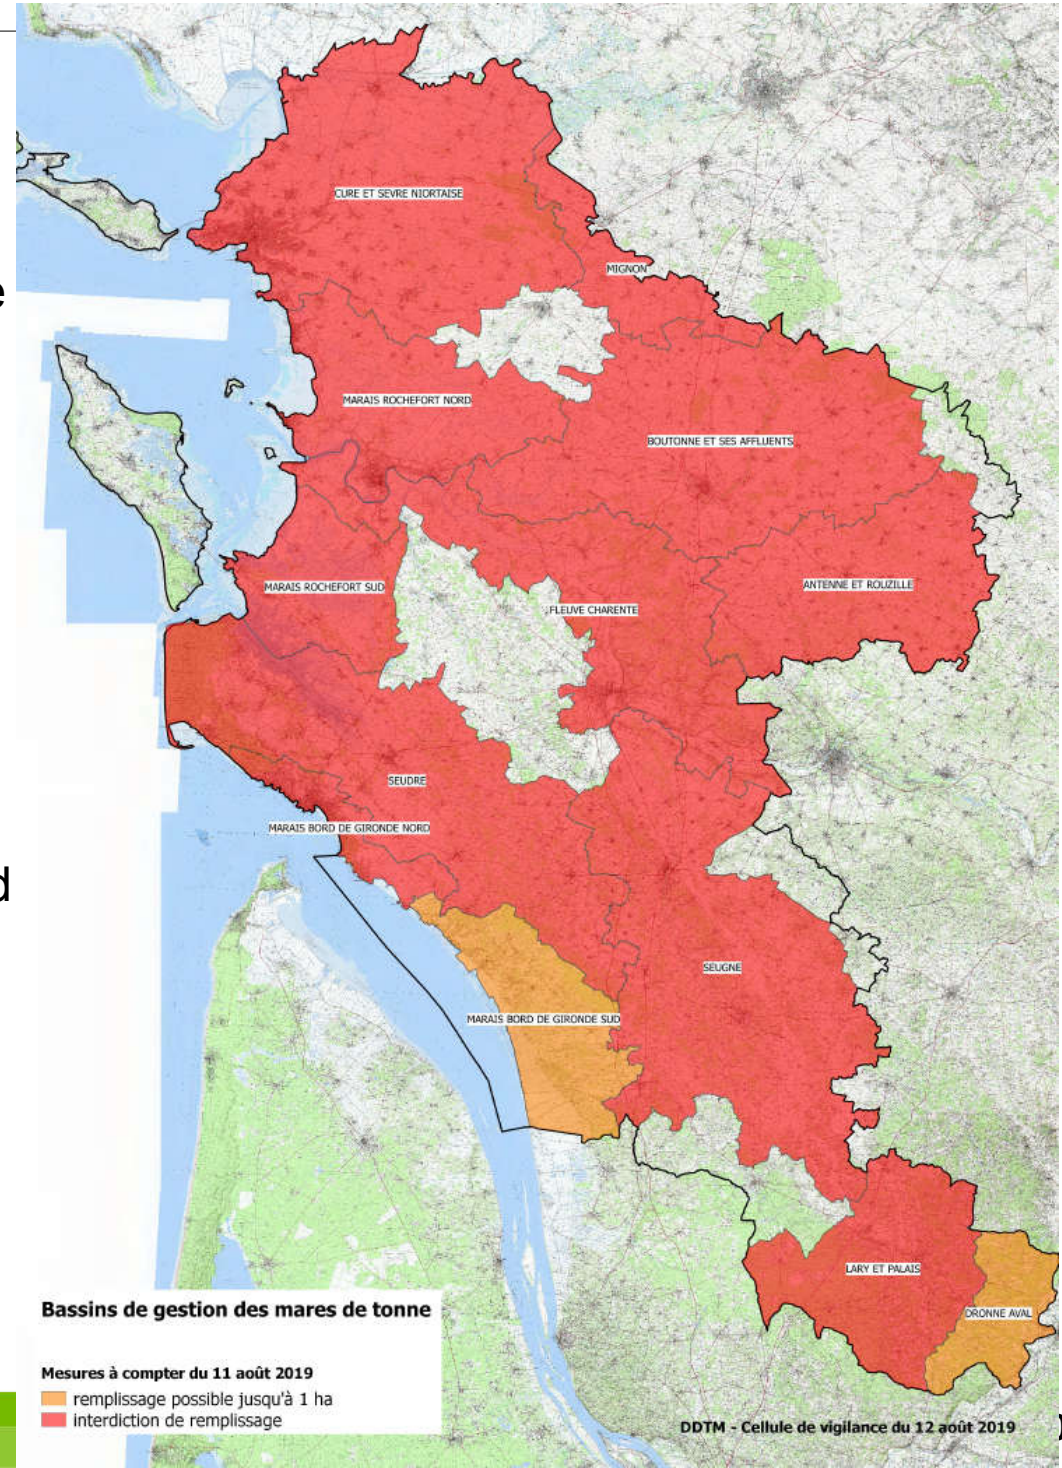 e
CURE ET SEVRE NIORTAISE
MIGNON
MARAIS ROCHEFORT NORD
BOUTONNE ET SES AFFLUENTS
MARAIS ROCHEFORT SUD
ANTENNE ET ROUZILLE
FLEUVE CHARENTE
SEUDRE
MARAIS BORD DE GIRONDE NORD
d
SEUGNE
MARAIS BORD DE GIRONDE SUD
LARY ET PALAIS
DRONNE AVAL
Bassins de gestion des mares de tonne
Mesures à compter du 11 août 2019
remplissage possible jusqu'à 1 ha
interdiction de remplissage
DDTM - Cellule de vigilance du 12 août 2019